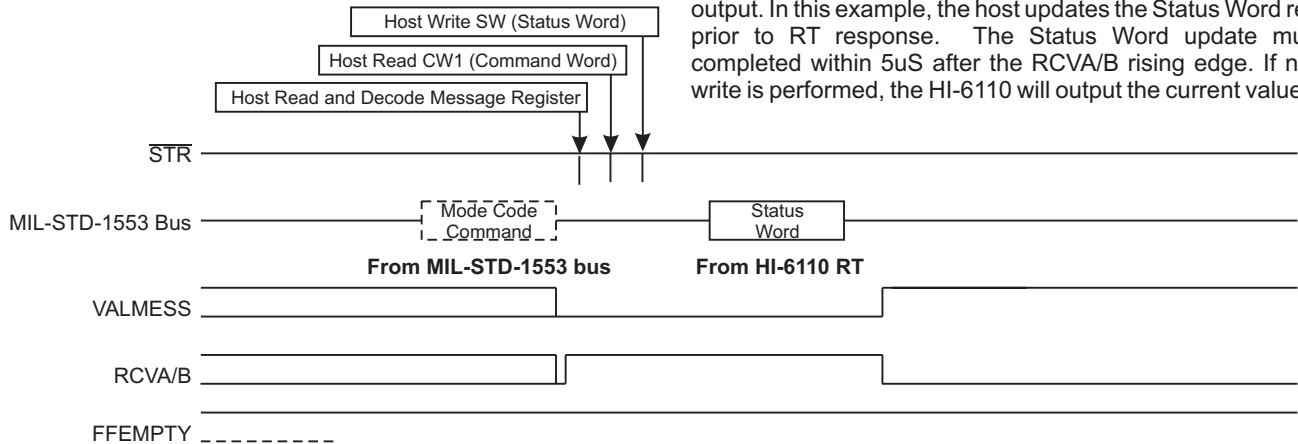 output. In this example, the host updates the Status Word
prior to RT response. The Status Word update
completed within 5uS after the RCVA/B rising edge. If
write is performed, the HI-6110 will output the current value
Host Write SW (Status Word)
Host Read CW1 (Command Word)
Host Read and Decode Message Register
STR
MIL-STD-1553 Bus
Mode Code
Command
Status
Word
From MIL-STD-1553 bus
From HI-6110 RT
VALMESS
RCVA/B
FFEMPTY